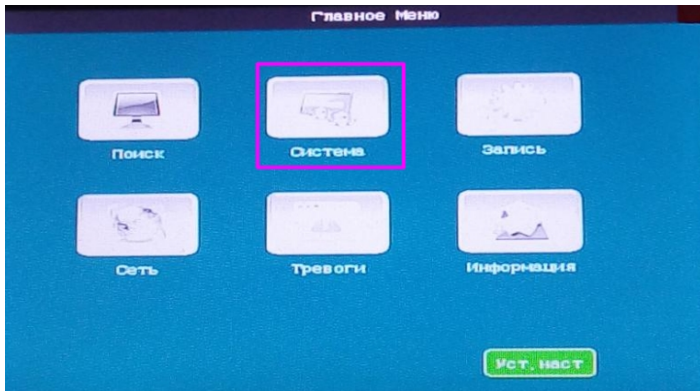 Главное Меню
Поиск
Система
Запись
Сеть
Тревоги
Информация
Уст.наст